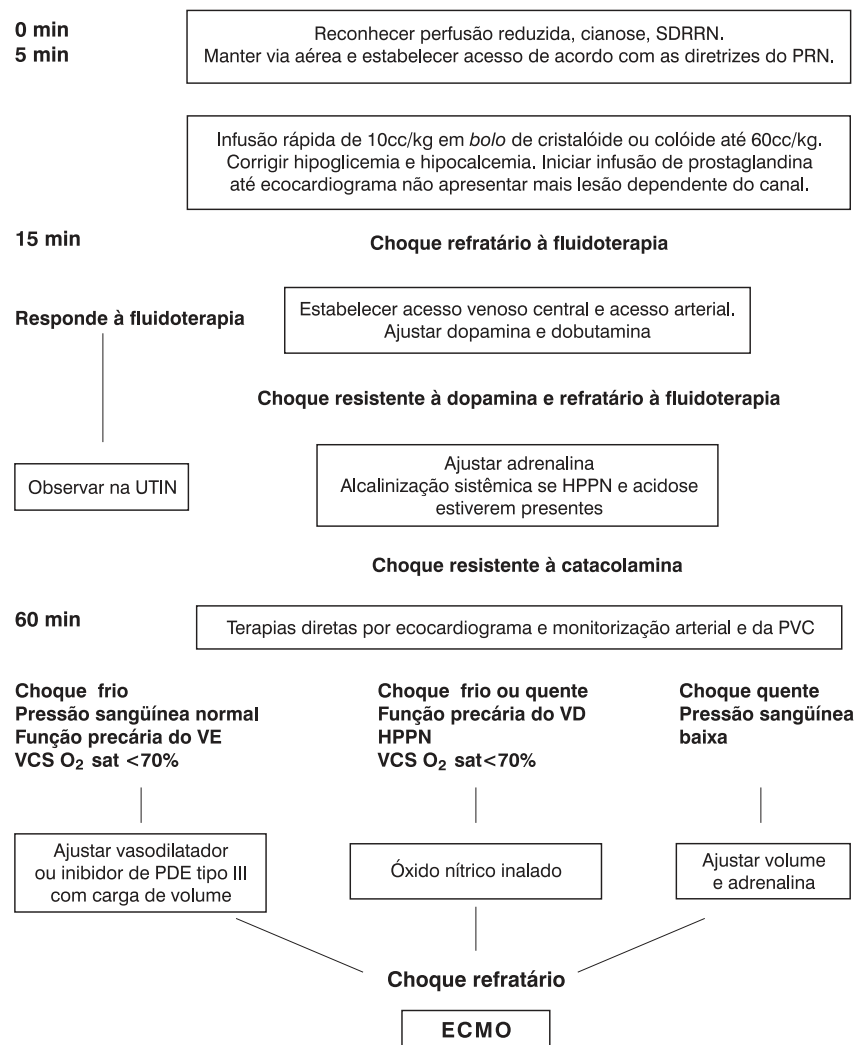 0 min
5 min
Reconhecer perfusão reduzida, cianose, SDRRN.
Manter via aérea e estabelecer acesso de acordo com as diretrizes do PRN.
Infusão rápida de 10cc/kg em bolo de cristalóide ou colóide até 60cc/kg.
Corrigir hipoglicemia e hipocalcemia. Iniciar infusão de prostaglandina
até ecocardiograma não apresentar mais lesão dependente do canal.
15 min
Choque refratário à fluidoterapia
Responde à fluidoterapia
Estabelecer acesso venoso central e acesso arterial.
Ajustar dopamina e dobutamina
Choque resistente à dopamina e refratário à fluidoterapia
Observar na UTIN
Ajustar adrenalina
Alcalinização sistêmica se HPPN e acidose
estiverem presentes
Choque resistente à catacolamina
60 min
Terapias diretas por ecocardiograma e monitorização arterial e da PVC
Choque frio
Pressão sangüínea normal
Função precária do VE
VCS O₂ sat <70%
Choque frio ou quente
Função precária do VD
HPPN
VCS O₂ sat<70%
Choque quente
Pressão sangüínea
baixa
Ajustar vasodilatador
ou inibidor de PDE tipo III
com carga de volume
Óxido nítrico inalado
Ajustar volume
e adrenalina
Choque refratário
ECMO